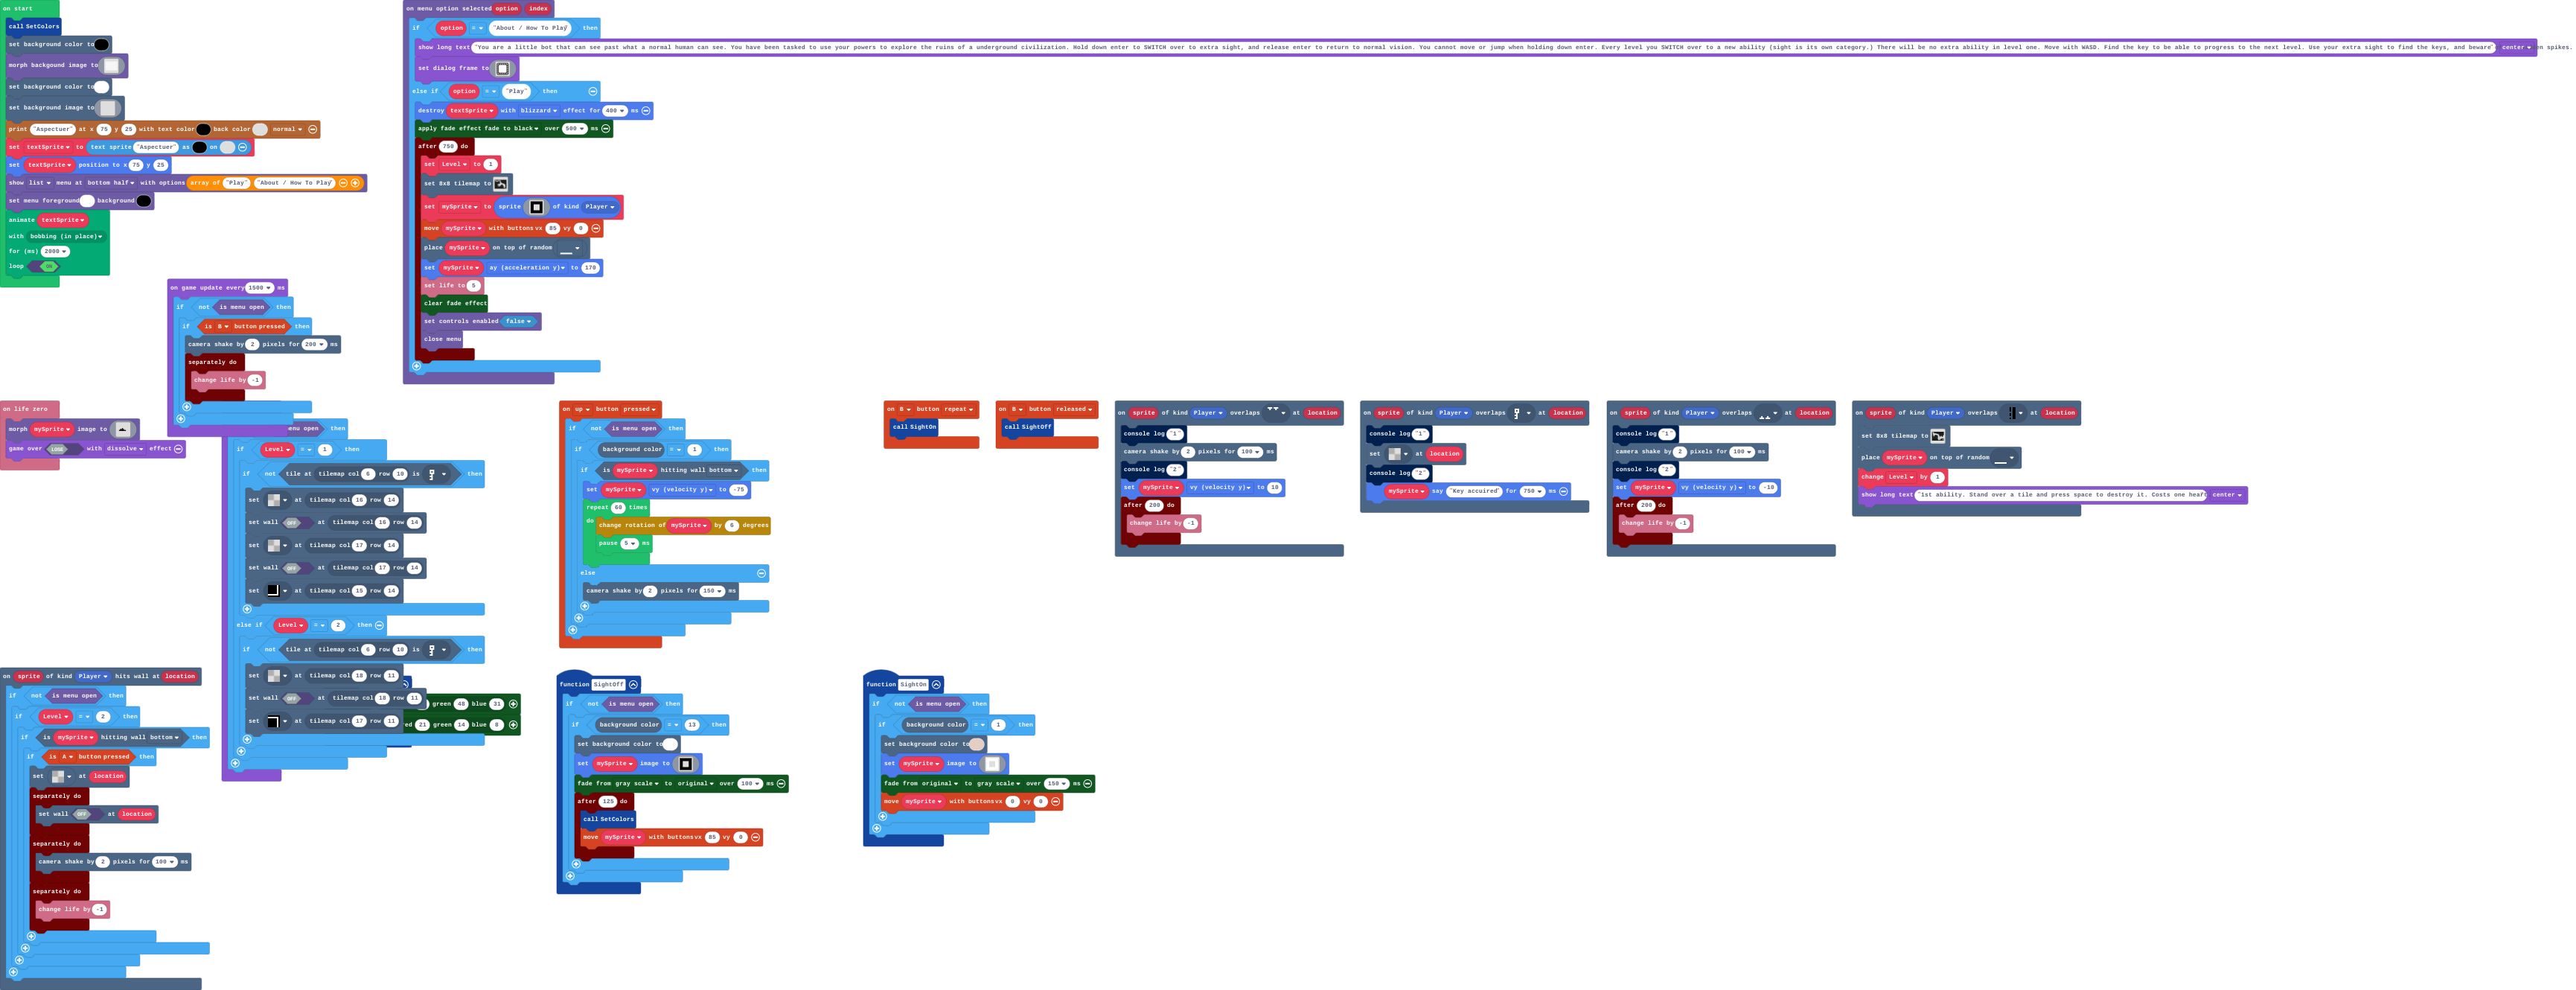 on start
call SetColors
set background color to
morph backgound image to
set background color to
set background image to
print "Aspectuer" at x 75 y 25 with text color back color normal
set textSprite to text sprite "Aspectuer" as on
set textSprite position to x 75 y 25
show list menu at bottom half with options array of "Play" "About / How To Play"
set menu foreground background
animate textSprite
with bobbing (in place)
for (ms) 2000
loop ON
on menu option selected option index
if option = "About / How To Play" then
show long text "You are a little bot that can see past what a normal human can see. You have been tasked to use your powers to explore the ruins of a underground civilization. Hold down enter to SWITCH over to extra sight, and release enter to return to normal vision. You cannot move or jump when holding down enter. Every level you SWITCH over to a new ability (sight is its own category.) There will be no extra ability in level one. Move with WASD. Find the key to be able to progress to the next level. Use your extra sight to find the keys, and beware" center en spikes.
set dialog frame to
else if option = "Play" then
destroy textSprite with blizzard effect for 400 ms
apply fade effect fade to black over 500 ms
after 750 do
set Level to 1
set 8x8 tilemap to
set mySprite to sprite of kind Player
move mySprite with buttons vx 85 vy 0
place mySprite on top of random
set mySprite ay (acceleration y) to 170
set life to 5
clear fade effect
set controls enabled false
close menu
on game update every 1500 ms
if not is menu open then
if is B button pressed then
camera shake by 2 pixels for 200 ms
separately do
change life by -1
on life zero
morph mySprite image to
game over LOSE with dissolve effect
enu open then
if Level = 1 then
if not tile at tilemap col 6 row 10 is then
set at tilemap col 16 row 14
set wall OFF at tilemap col 16 row 14
set at tilemap col 17 row 14
set wall OFF at tilemap col 17 row 14
set at tilemap col 15 row 14
else if Level = 2 then
if not tile at tilemap col 6 row 10 is then
set at tilemap col 18 row 11
set wall OFF at tilemap col 18 row 11
set at tilemap col 17 row 11
green 48 blue 31
ed 21 green 14 blue 8
on up button pressed
if not is menu open then
if background color = 1 then
if is mySprite hitting wall bottom then
set mySprite vy (velocity y) to -75
repeat 60 times
do
change rotation of mySprite by 6 degrees
pause 5 ms
else
camera shake by 2 pixels for 150 ms
on B button repeat
call SightOn
on B button released
call SightOff
on sprite of kind Player overlaps at location
console log "1"
camera shake by 2 pixels for 100 ms
console log "2"
set mySprite vy (velocity y) to 10
after 200 do
change life by -1
on sprite of kind Player overlaps at location
console log "1"
set at location
console log "2"
mySprite say "Key accuired" for 750 ms
on sprite of kind Player overlaps at location
console log "1"
camera shake by 2 pixels for 100 ms
console log "2"
set mySprite vy (velocity y) to -10
after 200 do
change life by -1
on sprite of kind Player overlaps at location
set 8x8 tilemap to
place mySprite on top of random
change Level by 1
show long text "1st ability. Stand over a tile and press space to destroy it. Costs one heart" center
on sprite of kind Player hits wall at location
if not is menu open then
if Level = 2 then
if is mySprite hitting wall bottom then
if is A button pressed then
set at location
separately do
set wall OFF at location
separately do
camera shake by 2 pixels for 100 ms
separately do
change life by -1
function SightOff
if not is menu open then
if background color = 13 then
set background color to
set mySprite image to
fade from gray scale to original over 100 ms
after 125 do
call SetColors
move mySprite with buttons vx 85 vy 0
function SightOn
if not is menu open then
if background color = 1 then
set background color to
set mySprite image to
fade from original to gray scale over 150 ms
move mySprite with buttons vx 0 vy 0